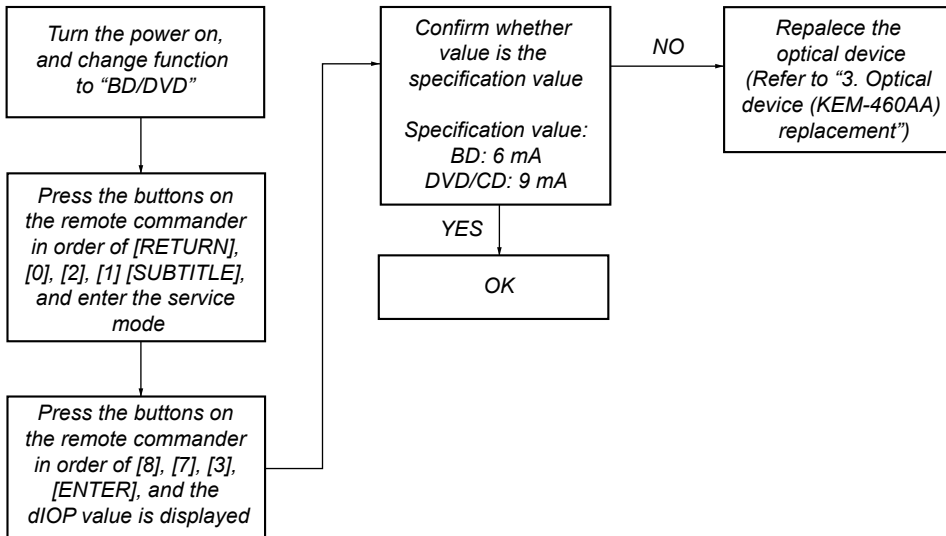 Turn the power on,
and change function
to “BD/DVD”
Press the buttons on
the remote commander
in order of [RETURN],
[0], [2], [1] [SUBTITLE],
and enter the service
mode
Press the buttons on
the remote commander
in order of [8], [7], [3],
[ENTER], and the
dIOP value is displayed
Confirm whether
value is the
specification value
Specification value:
BD: 6 mA
DVD/CD: 9 mA
NO
Repalece the
optical device
(Refer to “3. Optical
device (KEM-460AA)
replacement”)
YES
OK